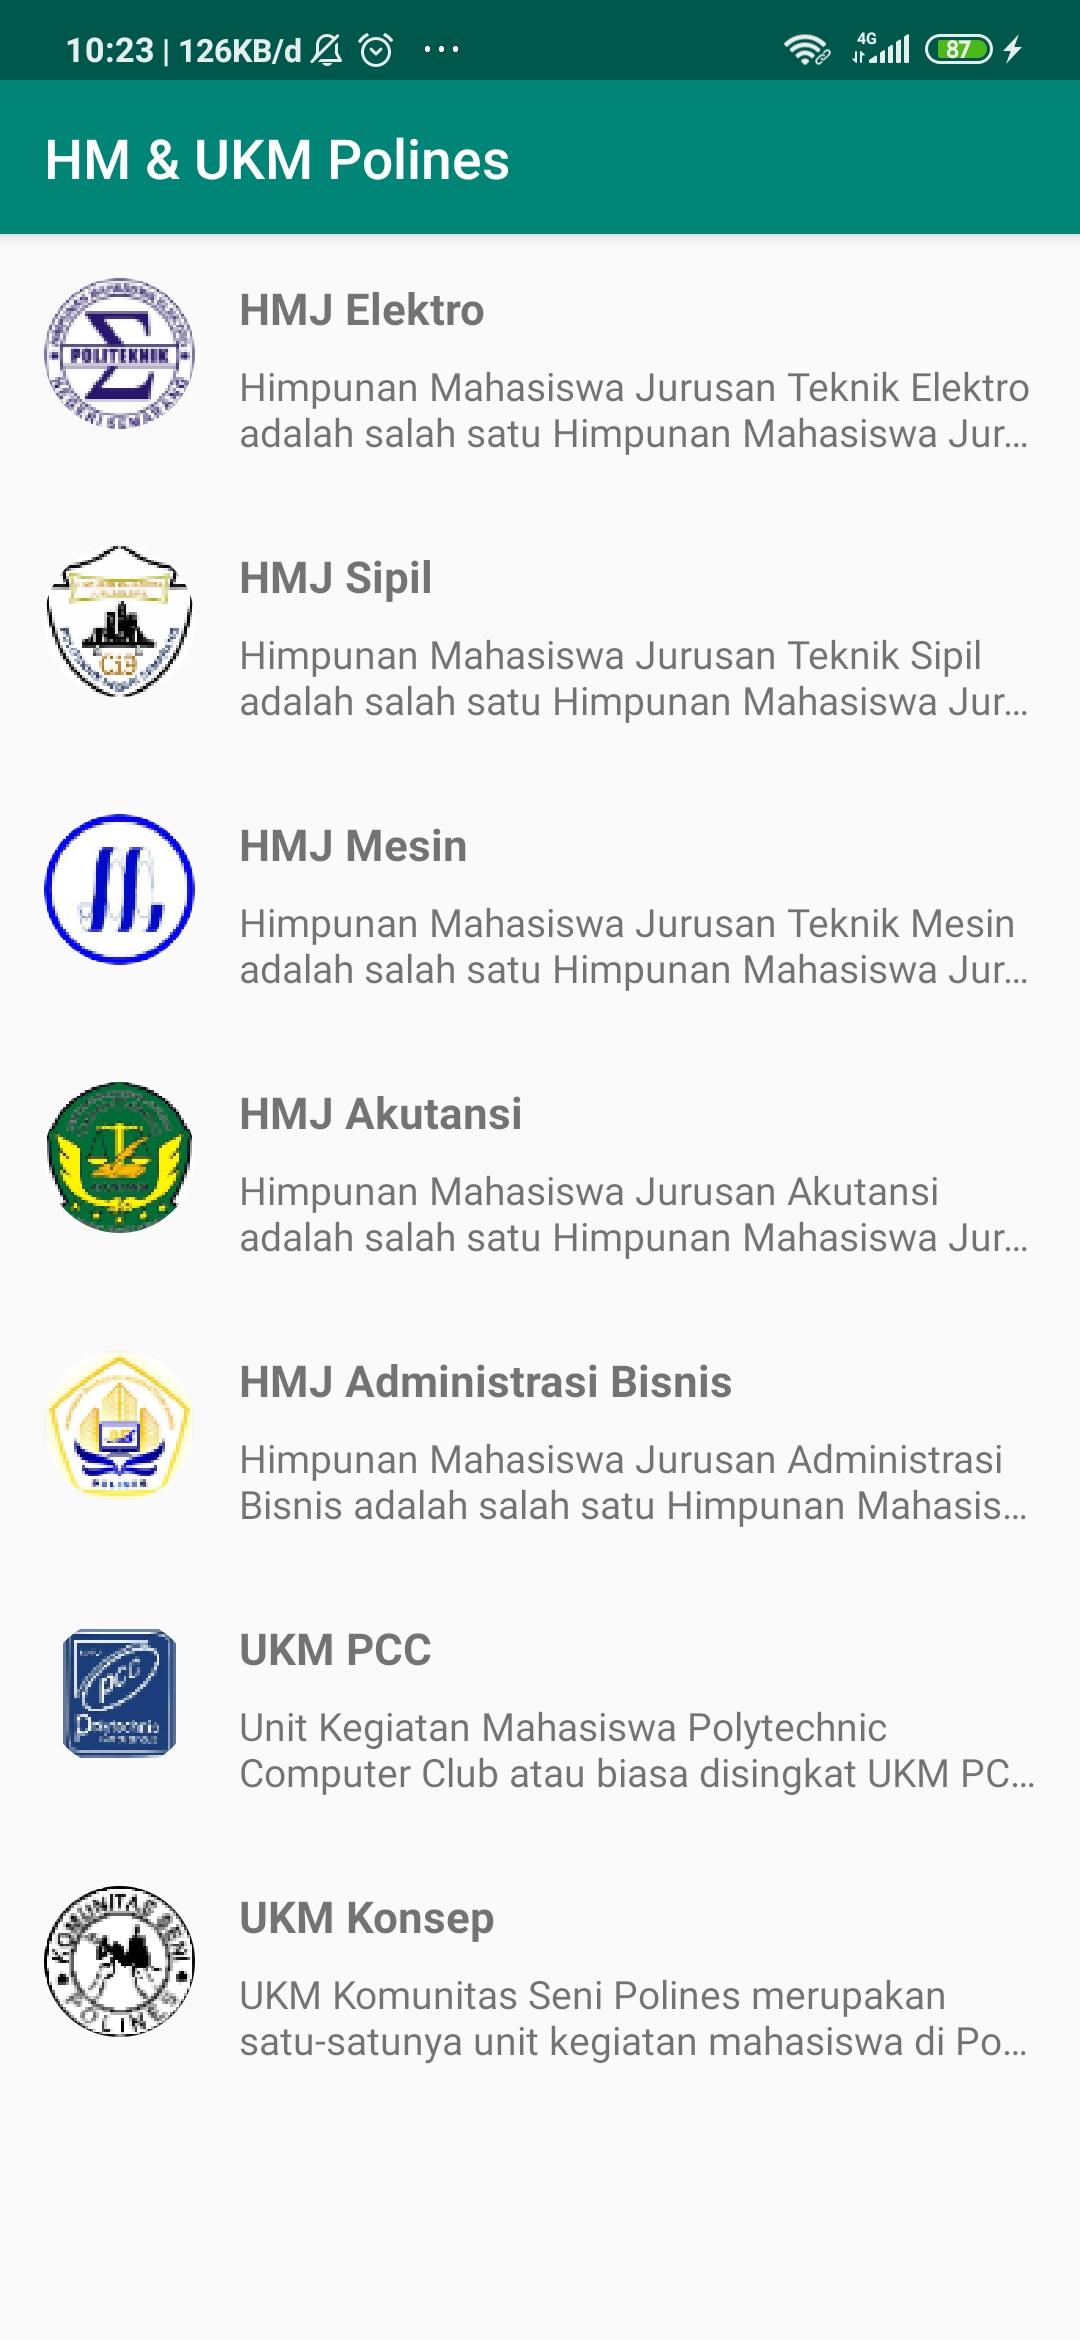 10:23 | 126KB/d
4G
87
HM & UKM Polines
POLITEKNIK
HMJ Elektro
Himpunan Mahasiswa Jurusan Teknik Elektro
adalah salah satu Himpunan Mahasiswa Jur...
HMJ Sipil
Himpunan Mahasiswa Jurusan Teknik Sipil
adalah salah satu Himpunan Mahasiswa Jur...
HMJ Mesin
Himpunan Mahasiswa Jurusan Teknik Mesin
adalah salah satu Himpunan Mahasiswa Jur...
HMJ Akutansi
Himpunan Mahasiswa Jurusan Akutansi
adalah salah satu Himpunan Mahasiswa Jur...
HMJ Administrasi Bisnis
Himpunan Mahasiswa Jurusan Administrasi
Bisnis adalah salah satu Himpunan Mahasis...
pcc
Polytechnic
UKM PCC
Unit Kegiatan Mahasiswa Polytechnic
Computer Club atau biasa disingkat UKM PC...
KOMUNITAS SENI
POLINES
UKM Konsep
UKM Komunitas Seni Polines merupakan
satu-satunya unit kegiatan mahasiswa di Po...